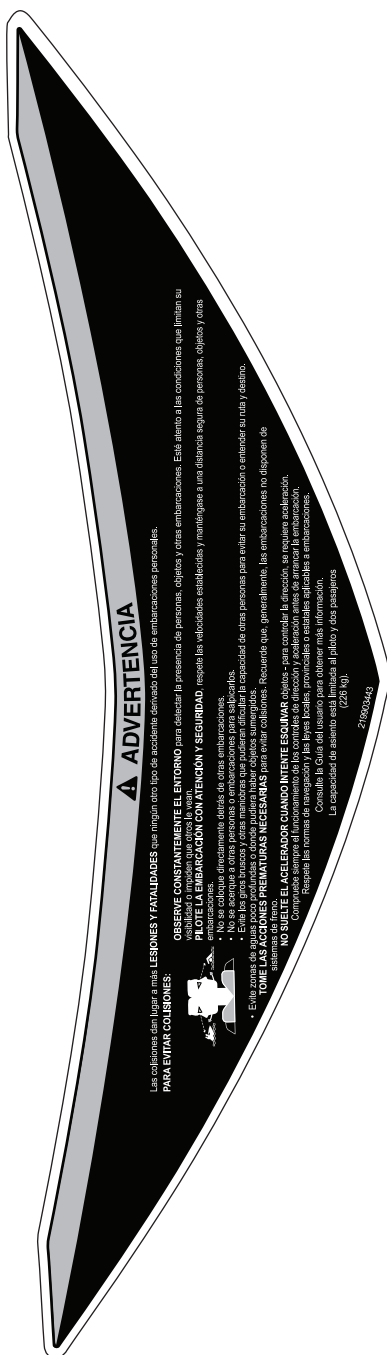 ADVERTENCIA
Las colisiones dan lugar a más LESIONES Y FATALIDADES que ningún otro tipo de accidente derivado del uso de embarcaciones personales.
PARA EVITAR COLISIONES:
OBSERVE CONSTANTEMENTE EL ENTORNO para detectar la presencia de personas, objetos y otras embarcaciones. Esté atento a las condiciones que limitan su
visibilidad o impiden que otros le vean.
PILOTE LA EMBARCACIÓN CON ATENCIÓN Y SEGURIDAD, respete las velocidades establecidas y manténgase a una distancia segura de personas, objetos y otras
embarcaciones.
• No se coloque directamente detrás de otras embarcaciones.
• No se acerque a otras personas o embarcaciones para salpicarlos.
• Evite los giros bruscos y otras maniobras que pudieran dificultar la capacidad de otras personas para evitar su embarcación o entender su ruta y destino.
• Evite zonas de aguas poco profundas o donde pudiera haber objetos sumergidos.
TOME LAS ACCIONES PREMATURAS NECESARIAS para evitar colisiones. Recuerde que, generalmente, las embarcaciones no disponen de
sistemas de freno.
NO SUELTE EL ACELERADOR CUANDO INTENTE ESQUIVAR objetos - para controlar la dirección, se requiere aceleración.
Compruebe siempre el funcionamiento de los controles de dirección y aceleración antes de arrancar la embarcación.
Respete las normas de navegación y las leyes locales, provinciales o estatales aplicables a embarcaciones.
Consulte la Guía del usuario para obtener más información.
La capacidad de asiento está limitada al piloto y dos pasajeros
(226 kg).
219903443